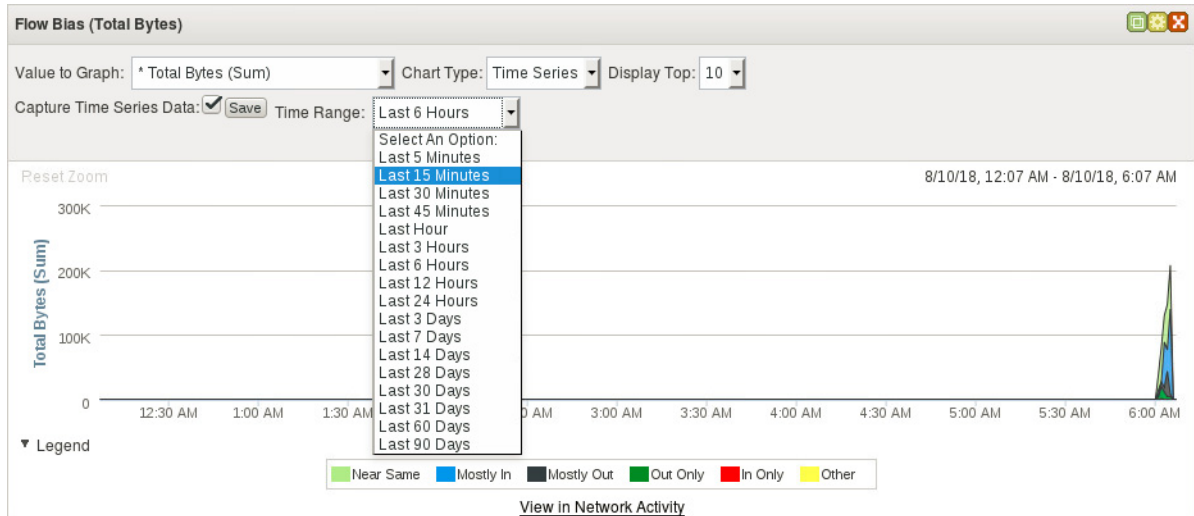 Flow Bias (Total Bytes)
Value to Graph: * Total Bytes (Sum) Chart Type: Time Series Display Top: 10
Capture Time Series Data: Save Time Range: Last 6 Hours
Select An Option:
Last 5 Minutes
Last 15 Minutes
Last 30 Minutes
Last 45 Minutes
Last Hour
Last 3 Hours
Last 6 Hours
Last 12 Hours
Last 24 Hours
Last 3 Days
Last 7 Days
Last 14 Days
Last 28 Days
Last 30 Days
Last 31 Days
Last 60 Days
Last 90 Days
Reset Zoom 8/10/18, 12:07 AM - 8/10/18, 6:07 AM
Total Bytes (Sum)
300K
200K
100K
0
12:30 AM 1:00 AM 1:30 AM 0 AM 3:00 AM 3:30 AM 4:00 AM 4:30 AM 5:00 AM 5:30 AM 6:00 AM
Legend
Near Same Mostly In Mostly Out Out Only In Only Other
View in Network Activity